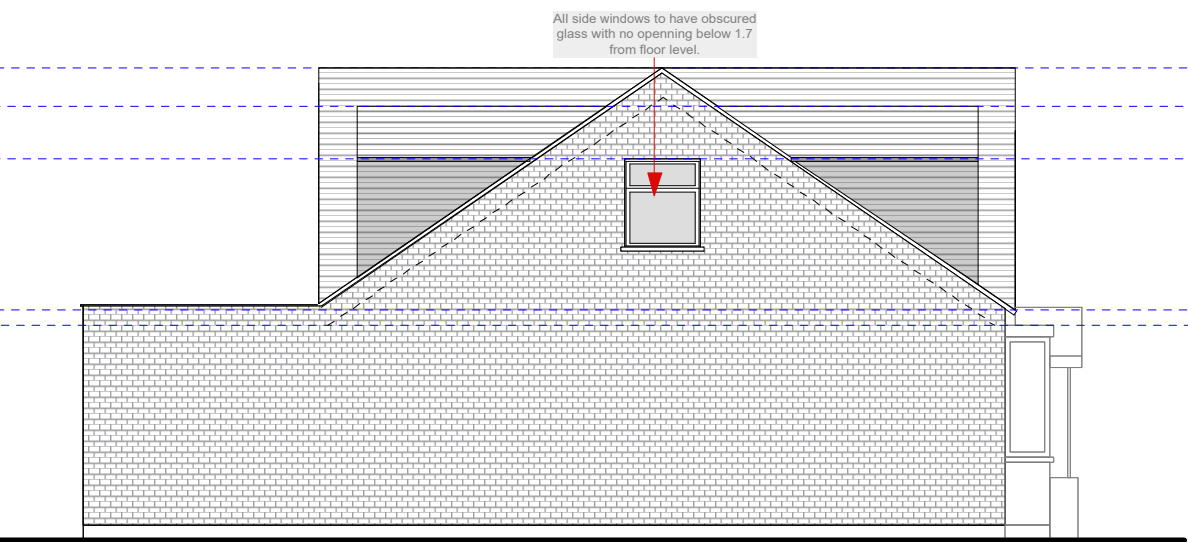 All side windows to have obscured
glass with no openning below 1.7
from floor level.